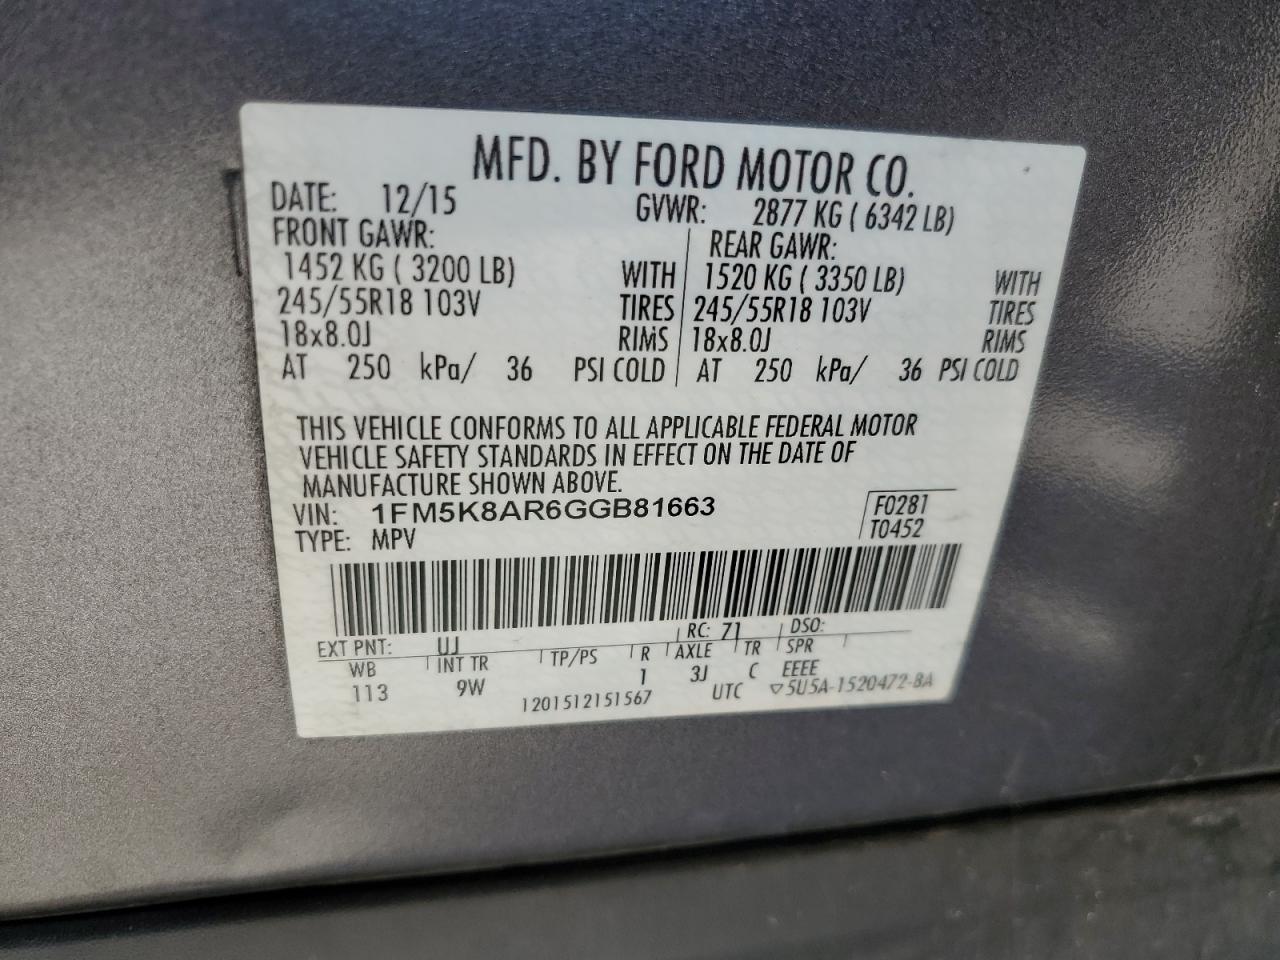 MFD. BY FORD MOTOR CO.
DATE: 12/15 GVWR: 2877 KG ( 6342 LB)
FRONT GAWR: REAR GAWR:
1452 KG ( 3200 LB) WITH 1520 KG ( 3350 LB) WITH
245/55R18 103V TIRES 245/55R18 103V TIRES
18x8.0J RIMS 18x8.0J RIMS
AT 250 kPa/ 36 PSI COLD AT 250 kPa/ 36 PSI COLD
THIS VEHICLE CONFORMS TO ALL APPLICABLE FEDERAL MOTOR
VEHICLE SAFETY STANDARDS IN EFFECT ON THE DATE OF
MANUFACTURE SHOWN ABOVE.
VIN: 1FM5K8AR6GGB81663 F0281
TYPE: MPV T0452
EXT PNT: UJ RC: 71 DSO:
WB INT TR TP/PS R AXLE TR SPR
113 9W 1 3J C EEEE
1201512151567 UTC ▽5U5A-1520472-BA